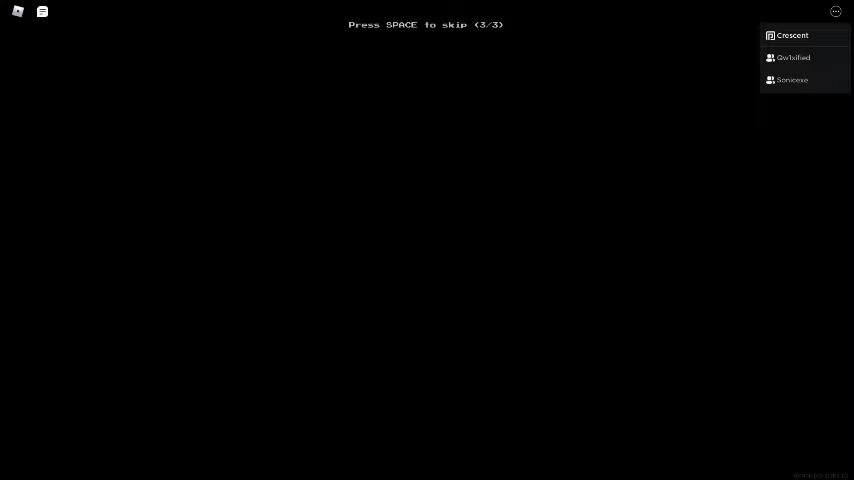 Press SPACE to skip (3/3)
Crescent
Qw1xified
Sonicexe